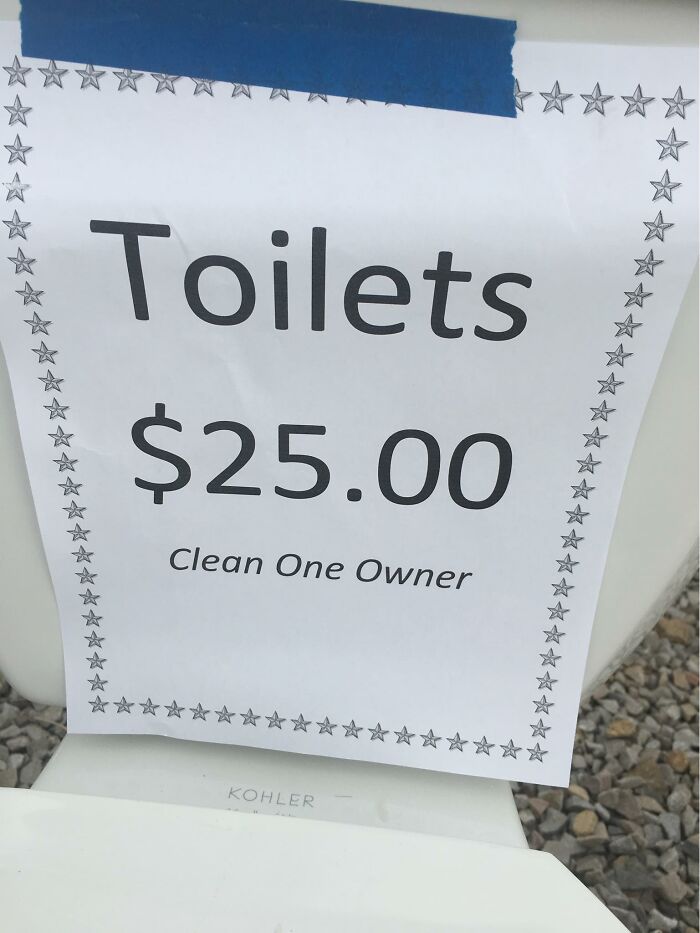 Toilets
$25.00
Clean One Owner
KOHLER